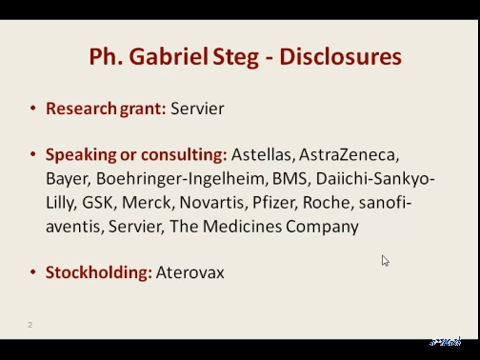 Ph. Gabriel Steg - Disclosures
• Research grant: Servier
• Speaking or consulting: Astellas, AstraZeneca,
Bayer, Boehringer-Ingelheim, BMS, Daiichi-Sankyo-
Lilly, GSK, Merck, Novartis, Pfizer, Roche, sanofi-
aventis, Servier, The Medicines Company
• Stockholding: Aterovax
2